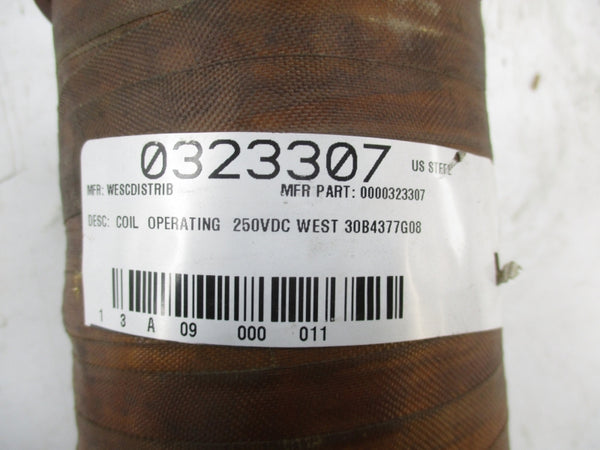 0323307 US STEEL
MFR: WESCDISTRIB MFR PART: 0000323307
DESC: COIL OPERATING 250VDC WEST 30B4377G08
1 3 A 09 000 011